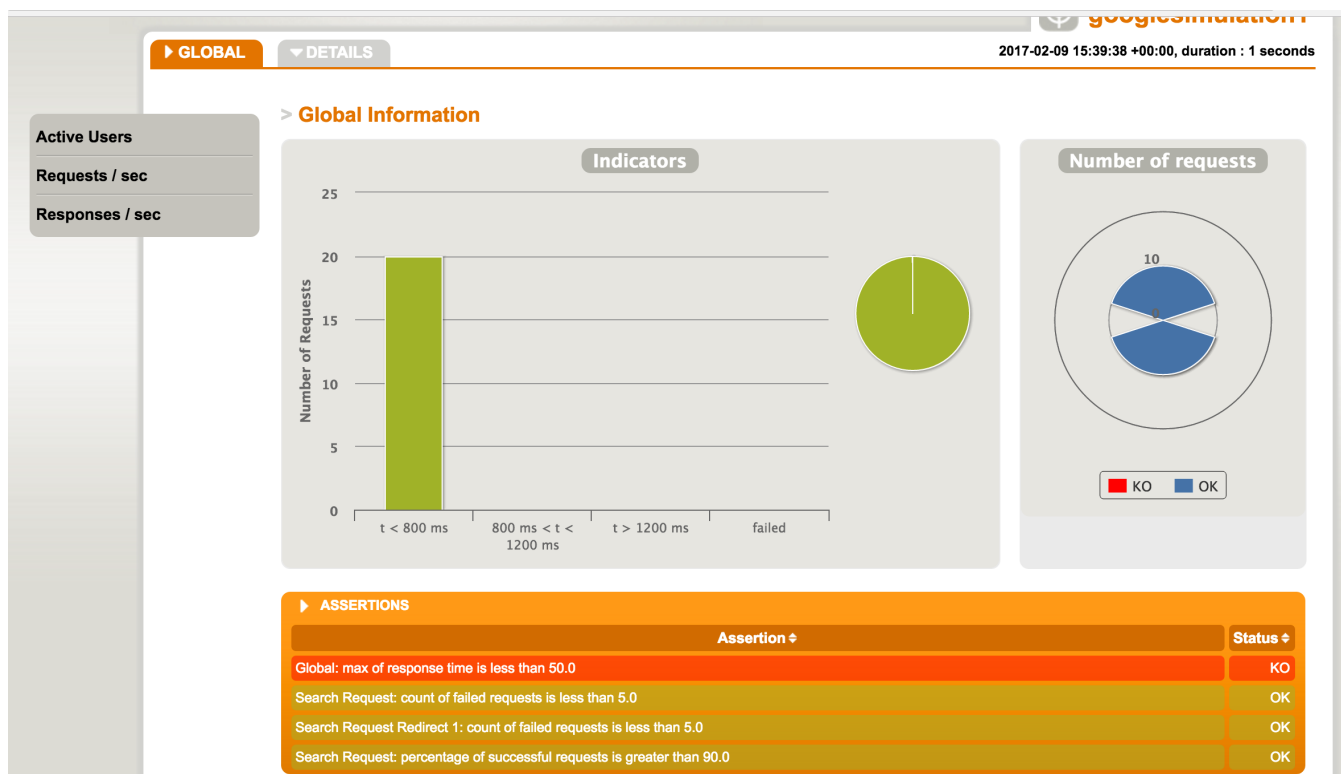 googlesimulation1
GLOBAL
DETAILS
2017-02-09 15:39:38 +00:00, duration : 1 seconds
Active Users
Requests / sec
Responses / sec
> Global Information
Indicators
Number of Requests
25
20
15
10
5
0
t < 800 ms
800 ms < t <
1200 ms
t > 1200 ms
failed
Number of requests
10
KO
OK
ASSERTIONS
Assertion
Status
Global: max of response time is less than 50.0 KO
Search Request: count of failed requests is less than 5.0 OK
Search Request Redirect 1: count of failed requests is less than 5.0 OK
Search Request: percentage of successful requests is greater than 90.0 OK